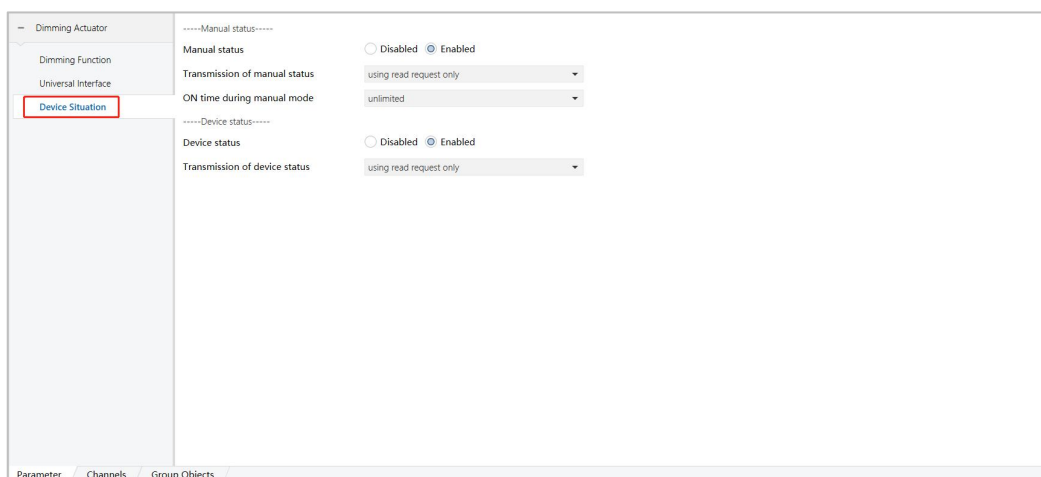 – Dimming Actuator
Dimming Function
Universal Interface
Device Situation
-----Manual status-----
Manual status Disabled Enabled
Transmission of manual status using read request only
ON time during manual mode unlimited
-----Device status-----
Device status Disabled Enabled
Transmission of device status using read request only
Parameter Channels Group Objects